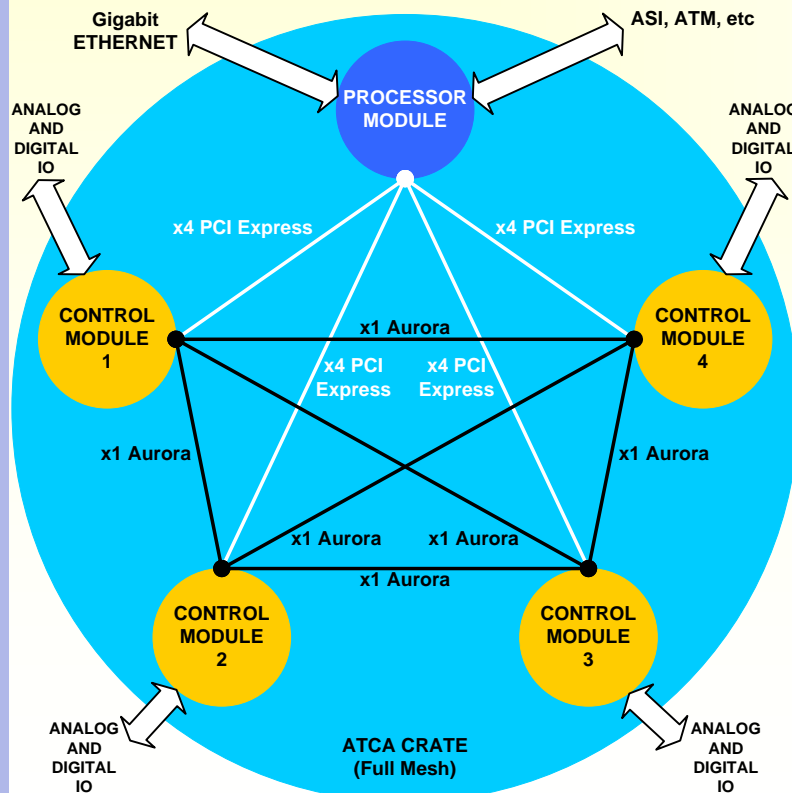 Gigabit
ETHERNET
ASI, ATM, etc
PROCESSOR
MODULE
ANALOG
AND
DIGITAL
IO
ANALOG
AND
DIGITAL
IO
x4 PCI Express
x4 PCI Express
CONTROL
MODULE
1
x1 Aurora
CONTROL
MODULE
4
x4 PCI
Express
x4 PCI
Express
x1 Aurora
x1 Aurora
x1 Aurora
x1 Aurora
x1 Aurora
CONTROL
MODULE
2
CONTROL
MODULE
3
ANALOG
AND
DIGITAL
IO
ATCA CRATE
(Full Mesh)
ANALOG
AND
DIGITAL
IO